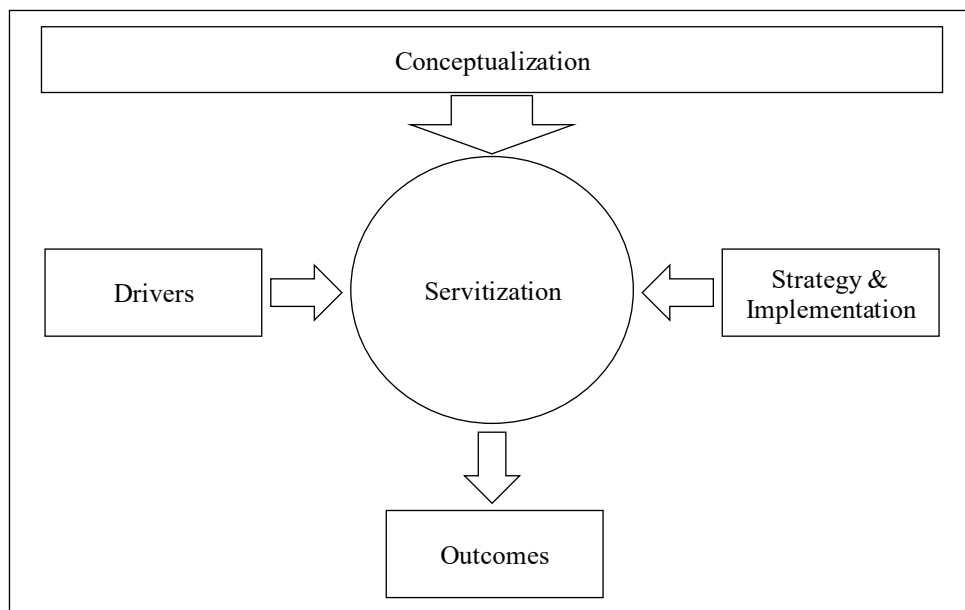 Conceptualization
Drivers
Servitization
Strategy &
Implementation
Outcomes